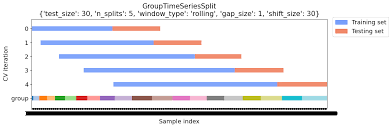 GroupTimeSeriesSplit
{'test_size': 30, 'n_splits': 5, 'window_type': 'rolling', 'gap_size': 1, 'shift_size': 30}
Training set
Testing set
CV iteration
0
1
2
3
4
group
Sample index